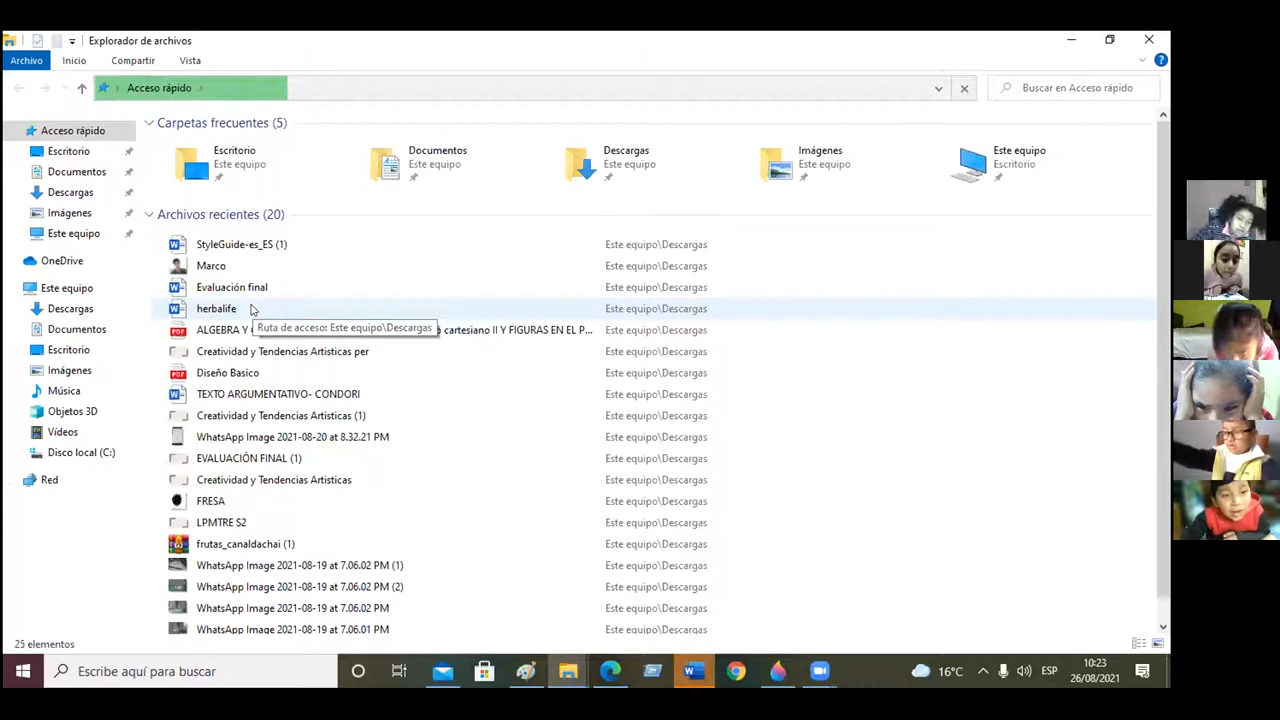 Explorador de archivos
Archivo Inicio Compartir Vista
Acceso rápido
Buscar en Acceso rápido
Acceso rápido
Escritorio
Documentos
Descargas
Imágenes
Este equipo
OneDrive
Este equipo
Descargas
Documentos
Escritorio
Imágenes
Música
Objetos 3D
Vídeos
Disco local (C:)
Red
Carpetas frecuentes (5)
Escritorio
Este equipo
Documentos
Este equipo
Descargas
Este equipo
Imágenes
Este equipo
Este equipo
Escritorio
Archivos recientes (20)
StyleGuide-es_ES (1) Este equipo\Descargas
Marco Este equipo\Descargas
Evaluación final Este equipo\Descargas
herbalife Este equipo\Descargas
Ruta de acceso: Este equipo\Descargas
ALGEBRA Y cartesiano II Y FIGURAS EN EL P... Este equipo\Descargas
Creatividad y Tendencias Artisticas per Este equipo\Descargas
Diseño Basico Este equipo\Descargas
TEXTO ARGUMENTATIVO- CONDORI Este equipo\Descargas
Creatividad y Tendencias Artisticas (1) Este equipo\Descargas
WhatsApp Image 2021-08-20 at 8.32.21 PM Este equipo\Descargas
EVALUACIÓN FINAL (1) Este equipo\Descargas
Creatividad y Tendencias Artisticas Este equipo\Descargas
FRESA Este equipo\Descargas
LPMTRE S2 Este equipo\Descargas
frutas_canaldachai (1) Este equipo\Descargas
WhatsApp Image 2021-08-19 at 7.06.02 PM (1) Este equipo\Descargas
WhatsApp Image 2021-08-19 at 7.06.02 PM (2) Este equipo\Descargas
WhatsApp Image 2021-08-19 at 7.06.02 PM Este equipo\Descargas
WhatsApp Image 2021-08-19 at 7.06.01 PM Este equipo\Descargas
25 elementos
Escribe aquí para buscar
16°C
ESP
10:23
26/08/2021